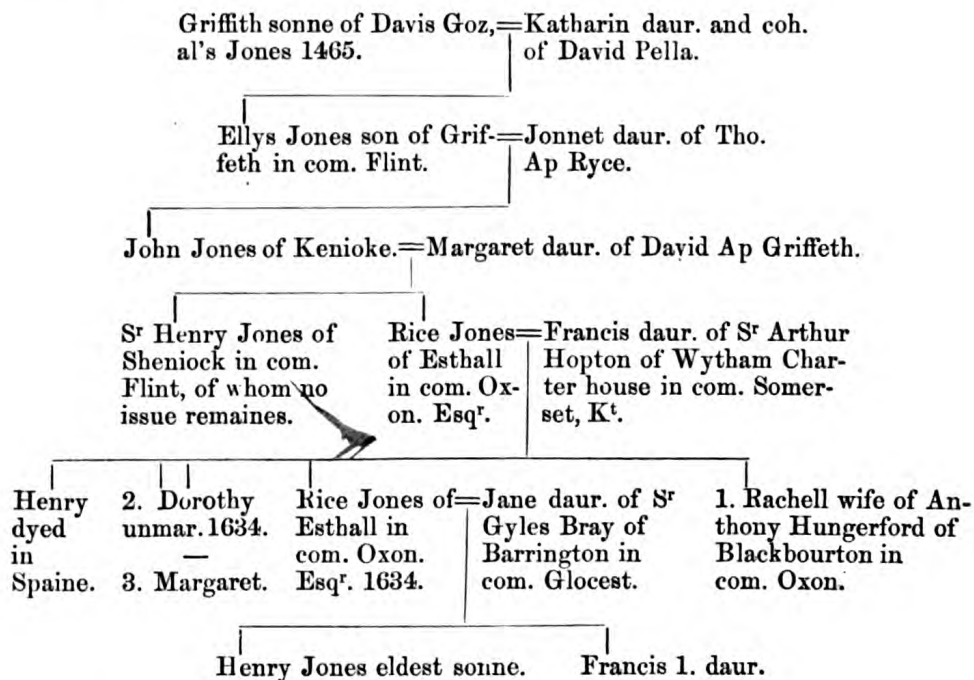 Griffith sonne of Davis Goz,=Katharin daur. and coh.
al's Jones 1465.
of David Pella.
Ellys Jones son of Grif-=Jonnet daur. of Tho.
feth in com. Flint.
Ap Ryce.
John Jones of Kenioke.=Margaret daur. of David Ap Griffeth.
Sr Henry Jones of
Sheniock in com.
Flint, of whom no
issue remaines.
Rice Jones=Francis daur. of Sr Arthur
of Esthall
in com. Ox-
on. Esqr.
Hopton of Wytham Char-
ter house in com. Somer-
set, Kt.
Henry
dyed
in
Spaine.
2. Dorothy
unmar. 1634.
—
3. Margaret.
Rice Jones of=Jane daur. of Sr
Esthall in
com. Oxon.
Esqr. 1634.
Gyles Bray of
Barrington in
com. Glocest.
1. Rachell wife of An-
thony Hungerford of
Blackbourton in
com. Oxon.
Henry Jones eldest sonne.
Francis 1. daur.